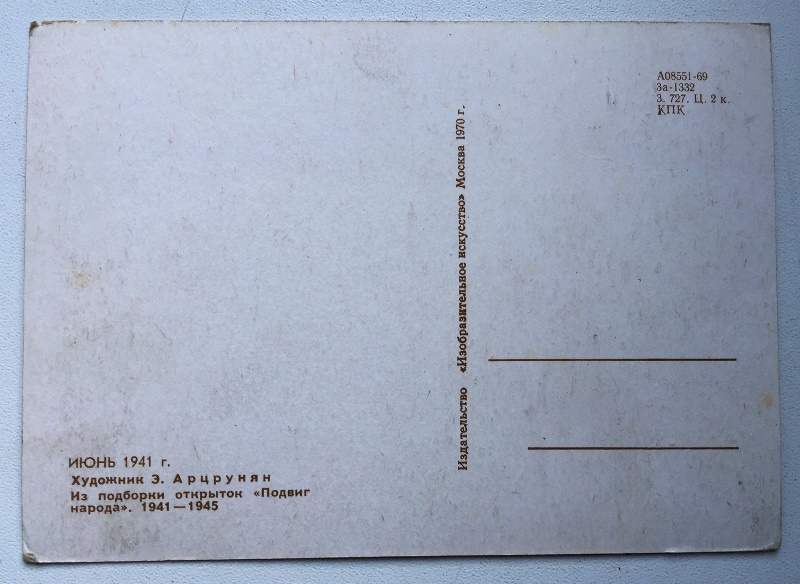 ИЮНЬ 1941 г.
Художник Э. Арцрунян
Из подборки открыток «Подвиг
народа». 1941—1945
Издательство «Изобразительное искусство» Москва 1970 г.
А08551-69
За-1332
З. 727. Ц. 2 к.
КПК